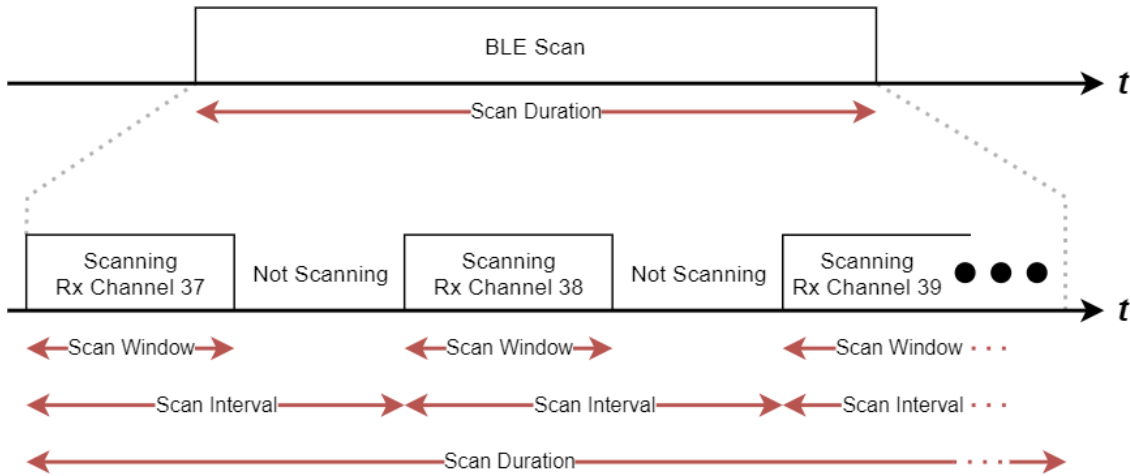 BLE Scan
t
Scan Duration
Scanning
Rx Channel 37
Not Scanning
Scanning
Rx Channel 38
Not Scanning
Scanning
Rx Channel 39
t
Scan Window
Scan Window
Scan Window
Scan Interval
Scan Interval
Scan Interval
Scan Duration